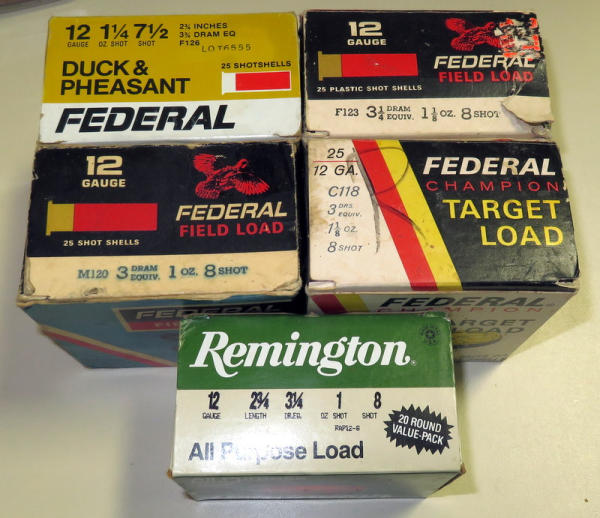 12 1¼ 7½
GAUGE OZ. SHOT SHOT
2¾ INCHES
3¾ DRAM EQ
F126 LOT6555
25 SHOTSHELLS
DUCK &
PHEASANT
FEDERAL
12
GAUGE
FEDERAL
FIELD LOAD
25 PLASTIC SHOT SHELLS
F123 3¼ DRAM EQUIV. 1⅛ OZ. 8 SHOT
12
GAUGE
FEDERAL
FIELD LOAD
25 SHOT SHELLS
M120 3 DRAM EQUIV. 1 OZ. 8 SHOT
FEDERAL
25
12 GA.
C118
3 DRS. EQUIV.
1⅛ OZ.
8 SHOT
FEDERAL
CHAMPION
TARGET
LOAD
FEDERAL
CHAMPION
TARGET
LOAD
Remington
12 2¾ 3¼ 1 8
GAUGE LENGTH DR.EQ. OZ SHOT SHOT
RAP12-8
All Purpose Load
20 ROUND
VALUE-PACK